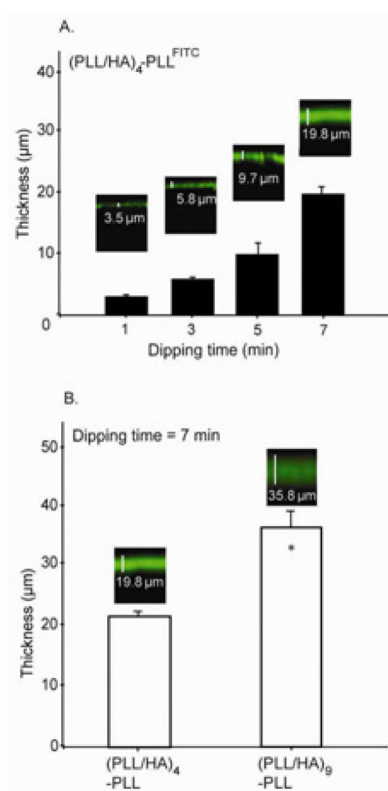 A.
(PLL/HA)4-PLLFITC
40
30
20
10
0
Thickness (µm)
3.5 µm
5.8 µm
9.7 µm
19.8 µm
1 3 5 7
Dipping time (min)
B.
Dipping time = 7 min
50
40
30
20
10
0
Thickness (µm)
19.8 µm
35.8 µm
*
(PLL/HA)4 (PLL/HA)9
-PLL -PLL